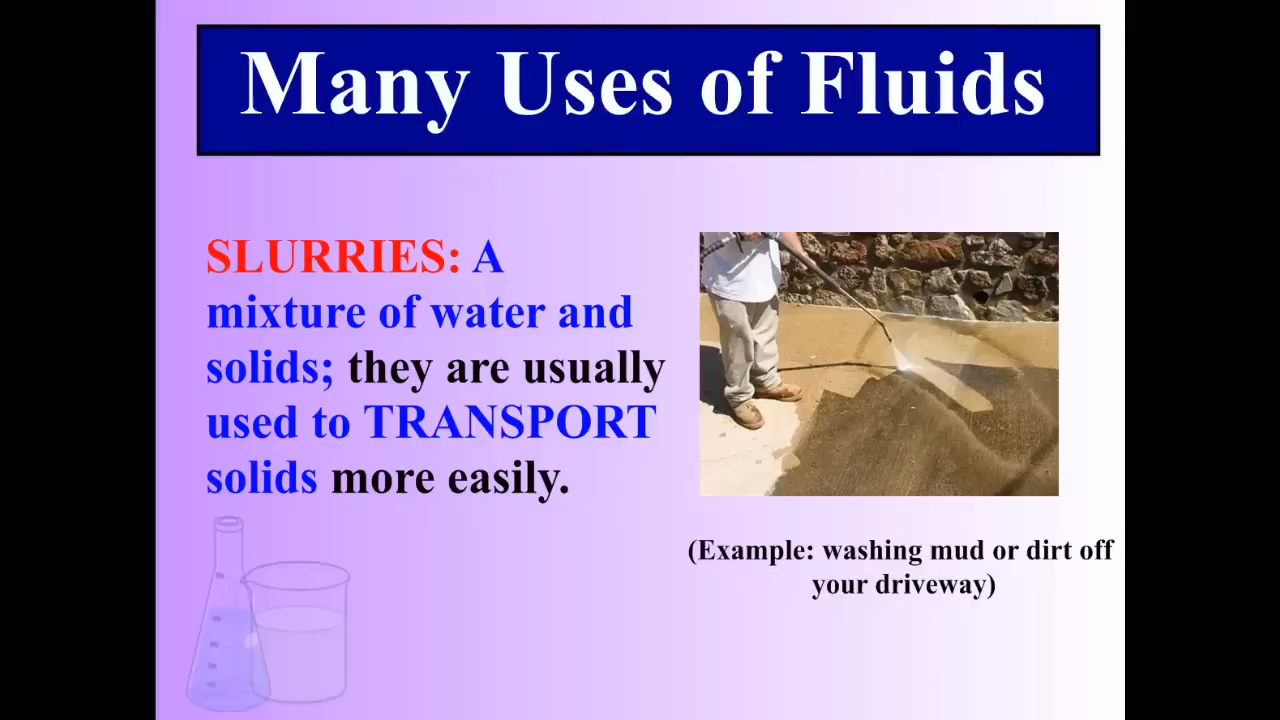 Many Uses of Fluids
SLURRIES: A
mixture of water and
solids; they are usually
used to TRANSPORT
solids more easily.
(Example: washing mud or dirt off
your driveway)